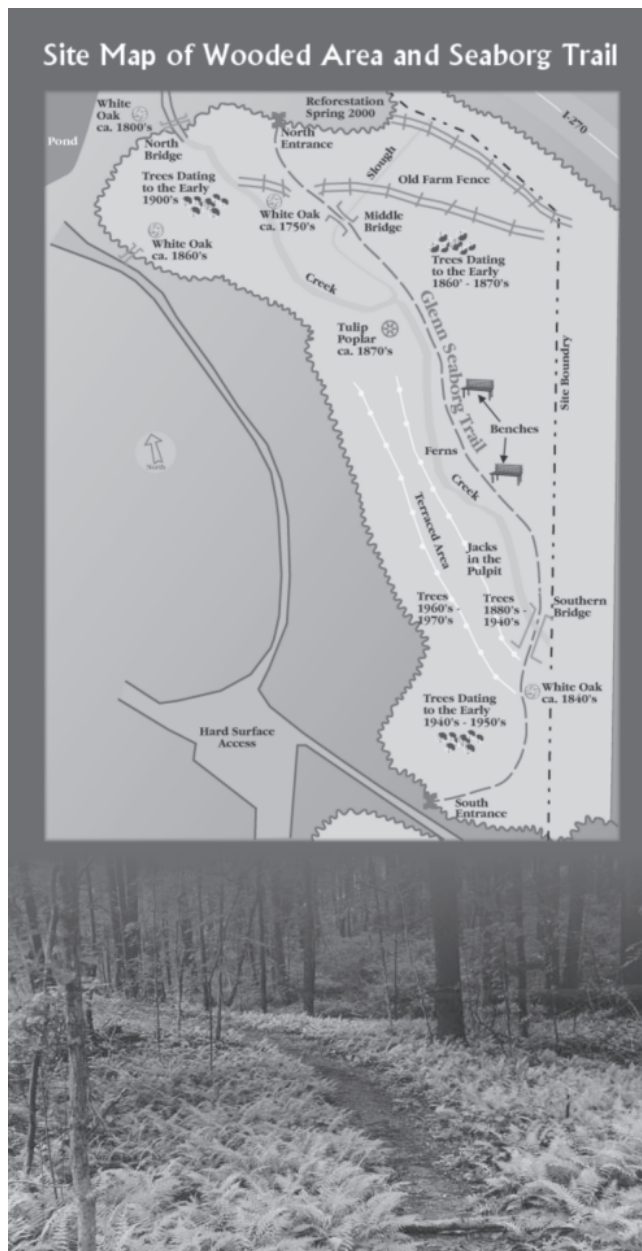 Site Map of Wooded Area and Seaborg Trail
White
Oak
ca. 1800's
Reforestation
Spring 2000
I-270
Pond
North
Bridge
North
Entrance
Slough
Old Farm Fence
Trees Dating
to the Early
1900's
White Oak
ca. 1750's
Middle
Bridge
White Oak
ca. 1860's
Trees Dating
to the Early
1860' - 1870's
Creek
Glenn Seaborg Trail
Tulip
Poplar
ca. 1870's
Site Boundry
Benches
North
Ferns
Creek
Terraced Area
Jacks
in the
Pulpit
Trees
1960's -
1970's
Trees
1880's -
1940's
Southern
Bridge
White Oak
ca. 1840's
Trees Dating
to the Early
1940's - 1950's
Hard Surface
Access
South
Entrance